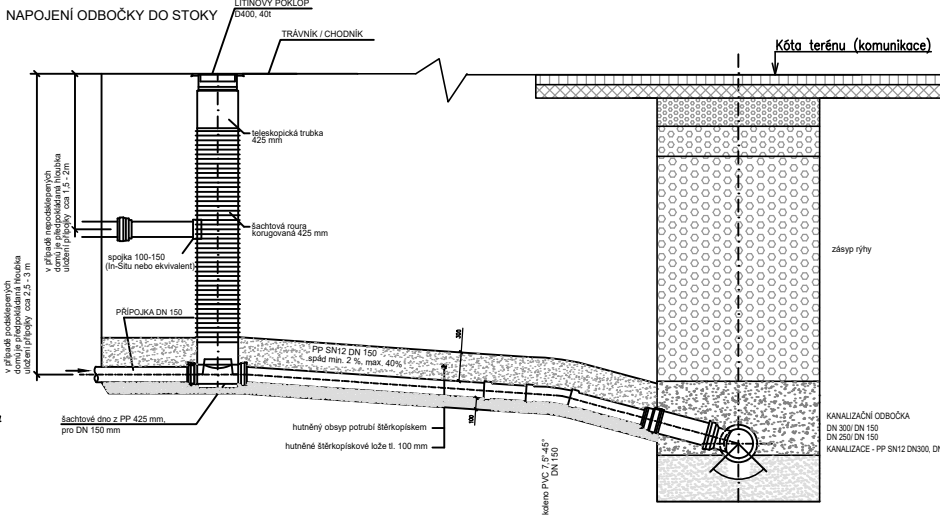 NAPOJENÍ ODBOČKY DO STOKY
LITINOVÝ POKLOP
D400, 40t
TRÁVNÍK / CHODNÍK
Kóta terénu (komunikace)
teleskopická trubka
425 mm
v případě nepodsklepených
domů je předpokládaná hloubka
uložení přípojky cca 1,5 - 2m
šachtová roura
korugovaná 425 mm
spojka 100-150
(In-Situ nebo ekvivalent)
zásyp rýhy
v případě podsklepených
domů je předpokládaná hloubka
uložení přípojky cca 2,5 - 3 m
PŘÍPOJKA DN 150
300
PP SN12 DN 150
spád min. 2 %, max. 40%
100
šachtové dno z PP 425 mm,
pro DN 150 mm
hutněný obsyp potrubí štěrkopískem
hutněné štěrkopískové lože tl. 100 mm
koleno PVC 7,5°-45°
DN 150
KANALIZAČNÍ ODBOČKA
DN 300/ DN 150
DN 250/ DN 150
KANALIZACE - PP SN12 DN300, DN